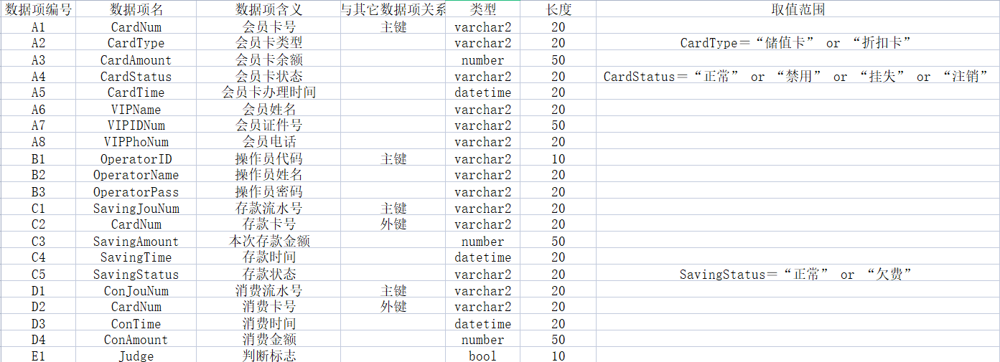 数据项编号 数据项名 数据项含义 与其它数据项关系 类型 长度 取值范围
A1 CardNum 会员卡号 主键 varchar2 20
A2 CardType 会员卡类型 varchar2 20 CardType＝“储值卡” or “折扣卡”
A3 CardAmount 会员卡余额 number 50
A4 CardStatus 会员卡状态 varchar2 20 CardStatus＝“正常” or “禁用” or “挂失” or “注销”
A5 CardTime 会员卡办理时间 datetime 20
A6 VIPName 会员姓名 varchar2 20
A7 VIPIDNum 会员证件号 varchar2 50
A8 VIPPhoNum 会员电话 varchar2 20
B1 OperatorID 操作员代码 主键 varchar2 10
B2 OperatorName 操作员姓名 varchar2 20
B3 OperatorPass 操作员密码 varchar2 20
C1 SavingJouNum 存款流水号 主键 varchar2 20
C2 CardNum 存款卡号 外键 varchar2 20
C3 SavingAmount 本次存款金额 number 50
C4 SavingTime 存款时间 datetime 20
C5 SavingStatus 存款状态 varchar2 20 SavingStatus＝“正常” or “欠费”
D1 ConJouNum 消费流水号 主键 varchar2 20
D2 CardNum 消费卡号 外键 varchar2 20
D3 ConTime 消费时间 datetime 20
D4 ConAmount 消费金额 number 50
E1 Judge 判断标志 bool 10